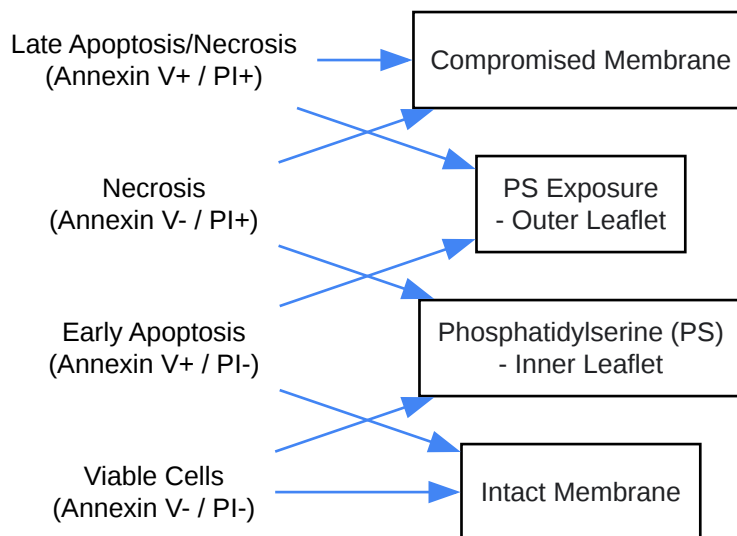 Late Apoptosis/Necrosis
(Annexin V+ / PI+)
Compromised Membrane
Necrosis
(Annexin V- / PI+)
PS Exposure
- Outer Leaflet
Early Apoptosis
(Annexin V+ / PI-)
Phosphatidylserine (PS)
- Inner Leaflet
Viable Cells
(Annexin V- / PI-)
Intact Membrane